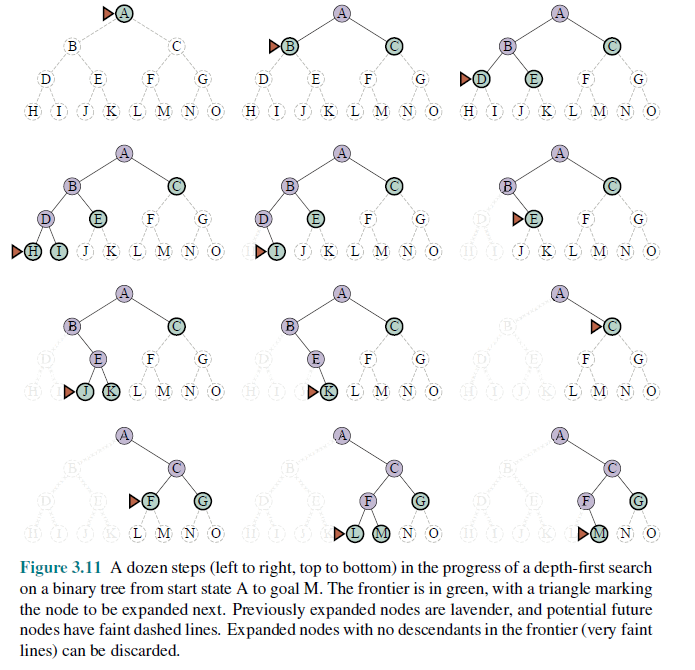 A A A
B C B C B C
D E F G D E F G D E F G
H I J K L M N O H I J K L M N O H I J K L M N O
A A A
B C B C B C
D E F G D E F G D E F G
H I J K L M N O I J K L M N O H I J K L M N O
A A A
B C B C B C
D E F G D E F G D E F G
H I J K L M N O H I K L M N O H I J K L M N O
A A A
B C B C B C
D E F G D E F G D E F G
H I J K L M N O H I J L M N O H I J K M N O
Figure 3.11 A dozen steps (left to right, top to bottom) in the progress of a depth-first search
on a binary tree from start state A to goal M. The frontier is in green, with a triangle marking
the node to be expanded next. Previously expanded nodes are lavender, and potential future
nodes have faint dashed lines. Expanded nodes with no descendants in the frontier (very faint
lines) can be discarded.